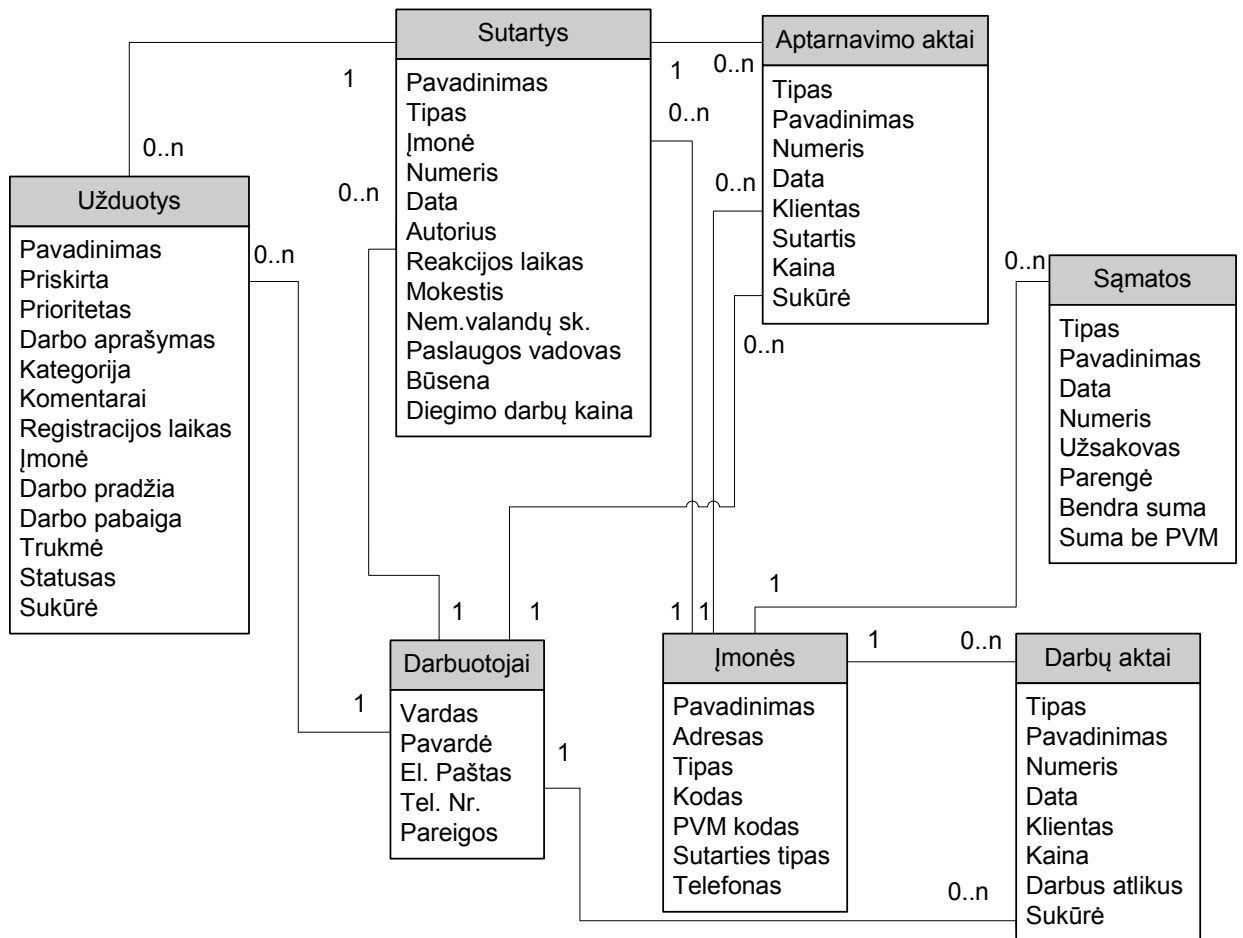 Sutartys
Pavadinimas
Tipas
Įmonė
Numeris
Data
Autorius
Reakcijos laikas
Mokestis
Nem.valandų sk.
Paslaugos vadovas
Būsena
Diegimo darbų kaina
Aptarnavimo aktai
Tipas
Pavadinimas
Numeris
Data
Klientas
Sutartis
Kaina
Sukūrė
Užduotys
Pavadinimas
Priskirta
Prioritetas
Darbo aprašymas
Kategorija
Komentarai
Registracijos laikas
Įmonė
Darbo pradžia
Darbo pabaiga
Trukmė
Statusas
Sukūrė
Sąmatos
Tipas
Pavadinimas
Data
Numeris
Užsakovas
Parengė
Bendra suma
Suma be PVM
Darbuotojai
Vardas
Pavardė
El. Paštas
Tel. Nr.
Pareigos
Įmonės
Pavadinimas
Adresas
Tipas
Kodas
PVM kodas
Sutarties tipas
Telefonas
Darbų aktai
Tipas
Pavadinimas
Numeris
Data
Klientas
Kaina
Darbus atlikus
Sukūrė
1
0..n
1
0..n
0..n
0..n
0..n
0..n
0..n
0..n
1
1
1
1
1
1
0..n
1
1
0..n